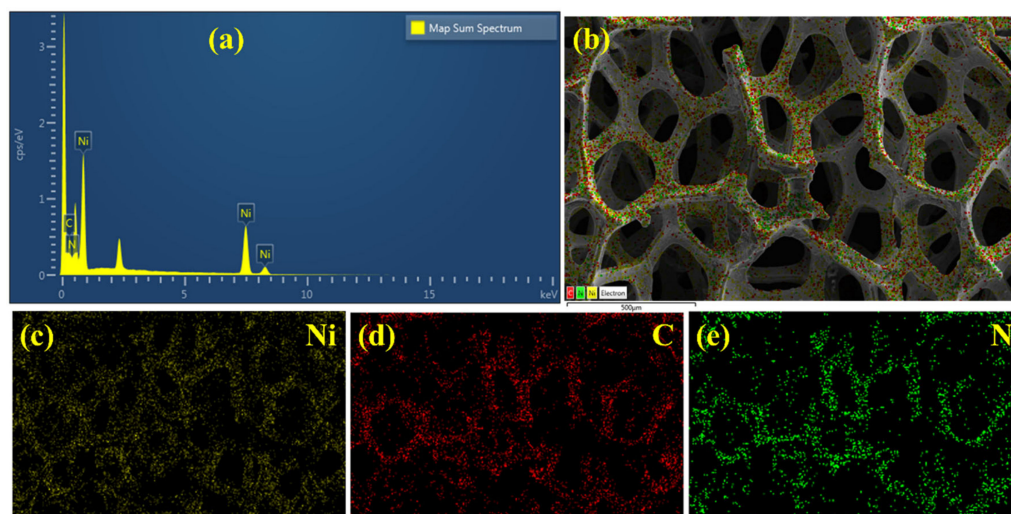 (a)
Map Sum Spectrum
cps/eV
3
2
1
0
Ni
C
N
Ni
Ni
0
5
10
15
keV
(b)
C N Ni Electron
500µm
(c) Ni
(d) C
(e) N